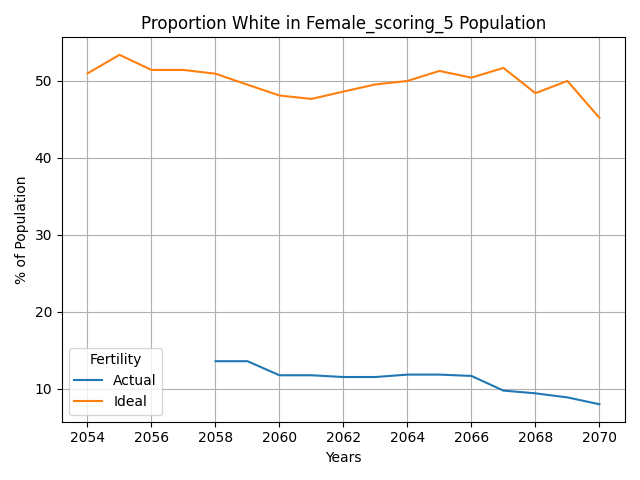 Proportion White in Female_scoring_5 Population
% of Population
50
40
30
20
10
Fertility
Actual
Ideal
2054 2056 2058 2060 2062 2064 2066 2068 2070
Years